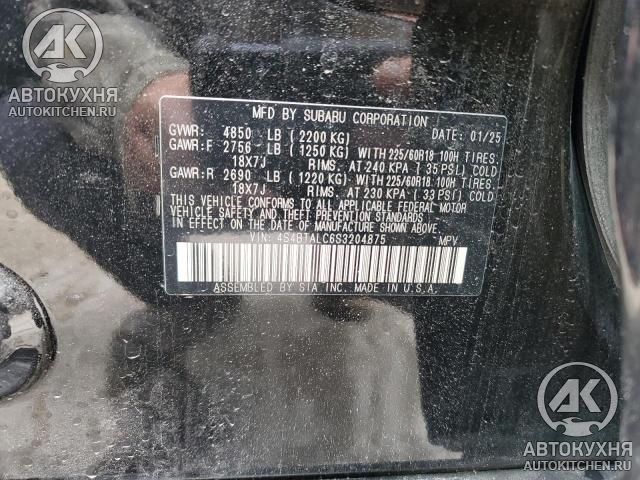 AK
АВТОКУХНЯ
AUTOKITCHEN.RU
MFD BY SUBARU CORPORATION DATE: 01/25
GVWR: 4850 LB ( 2200 KG)
GAWR:F 2756 LB ( 1250 KG) WITH 225/60R18 100H TIRES,
18X7J RIMS, AT 240 KPA ( 35 PSI) COLD
GAWR:R 2690 LB ( 1220 KG) WITH 225/60R18 100H TIRES,
18X7J RIMS, AT 230 KPA ( 33 PSI) COLD
THIS VEHICLE CONFORMS TO ALL APPLICABLE FEDERAL MOTOR
VEHICLE SAFETY AND THEFT PREVENTION STANDARDS
IN EFFECT ON THE DATE OF MANUFACTURE SHOWN ABOVE.
VIN: 4S4BTALC6S3204875 MPV
ASSEMBLED BY SIA INC. MADE IN U.S.A.
AK
АВТОКУХНЯ
AUTOKITCHEN.RU